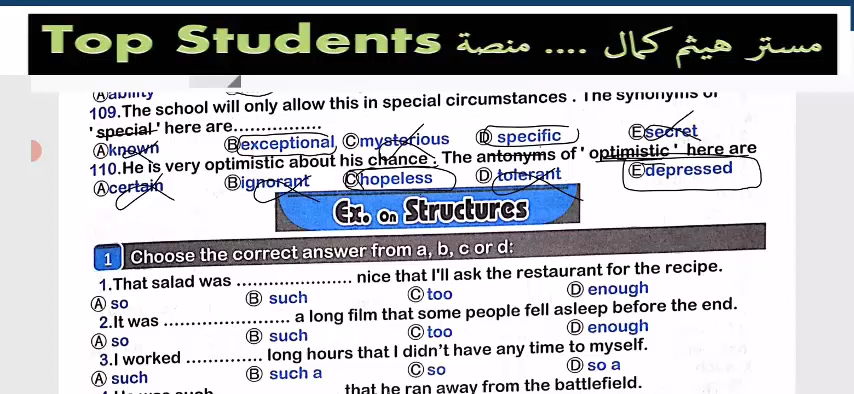 Top Students مستر هيثم كمال .... منصة
Ⓐability
109.The school will only allow this in special circumstances . The synonyms of
' special ' here are................
Ⓐknown Ⓑexceptional Ⓒmysterious Ⓓ specific Ⓔsecret
110.He is very optimistic about his chance . The antonyms of ' optimistic ' here are
Ⓐcertain Ⓑignorant Ⓒhopeless Ⓓ tolerant Ⓔdepressed
Ex. on Structures
1 Choose the correct answer from a, b, c or d:
1.That salad was ...................... nice that I'll ask the restaurant for the recipe.
Ⓐ so Ⓑ such Ⓒ too Ⓓ enough
2.It was ........................ a long film that some people fell asleep before the end.
Ⓐ so Ⓑ such Ⓒ too Ⓓ enough
3.I worked .............. long hours that I didn't have any time to myself.
Ⓐ such Ⓑ such a Ⓒ so Ⓓ so a
4.He was such that he ran away from the battlefield.